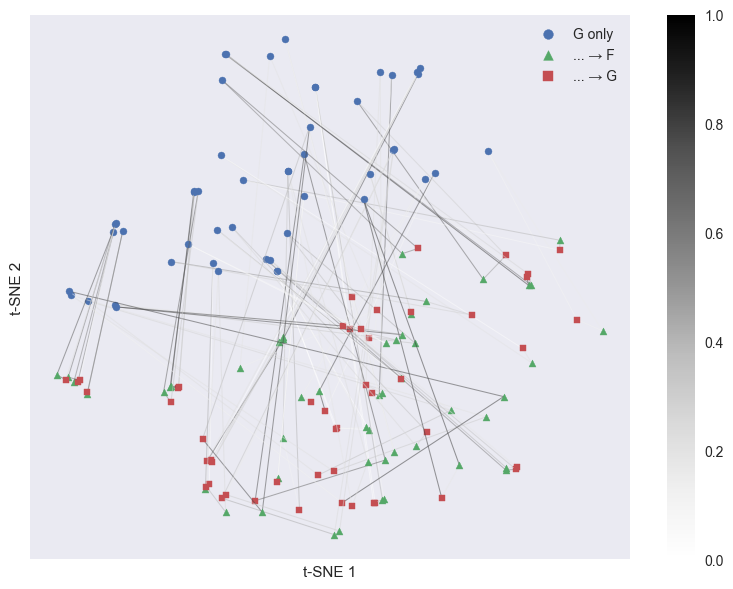 G only
... → F
... → G
1.0
0.8
0.6
0.4
0.2
0.0
t-SNE 2
t-SNE 1